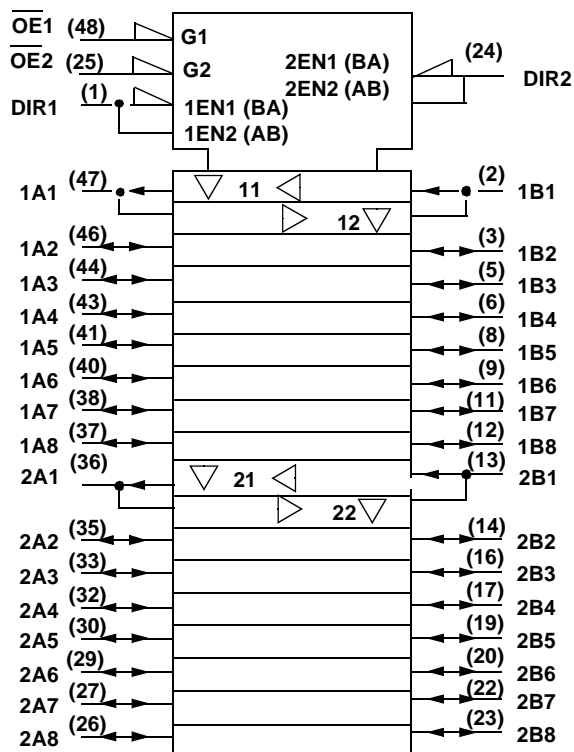 OE1 (48) G1
OE2 (25) G2 2EN1 (BA) (24) DIR2
DIR1 (1) 1EN1 (BA) 2EN2 (AB)
1EN2 (AB)
1A1 (47) 11 (2) 1B1
12
1A2 (46) (3) 1B2
1A3 (44) (5) 1B3
1A4 (43) (6) 1B4
1A5 (41) (8) 1B5
1A6 (40) (9) 1B6
1A7 (38) (11) 1B7
1A8 (37) (12) 1B8
2A1 (36) 21 (13) 2B1
22
2A2 (35) (14) 2B2
2A3 (33) (16) 2B3
2A4 (32) (17) 2B4
2A5 (30) (19) 2B5
2A6 (29) (20) 2B6
2A7 (27) (22) 2B7
2A8 (26) (23) 2B8